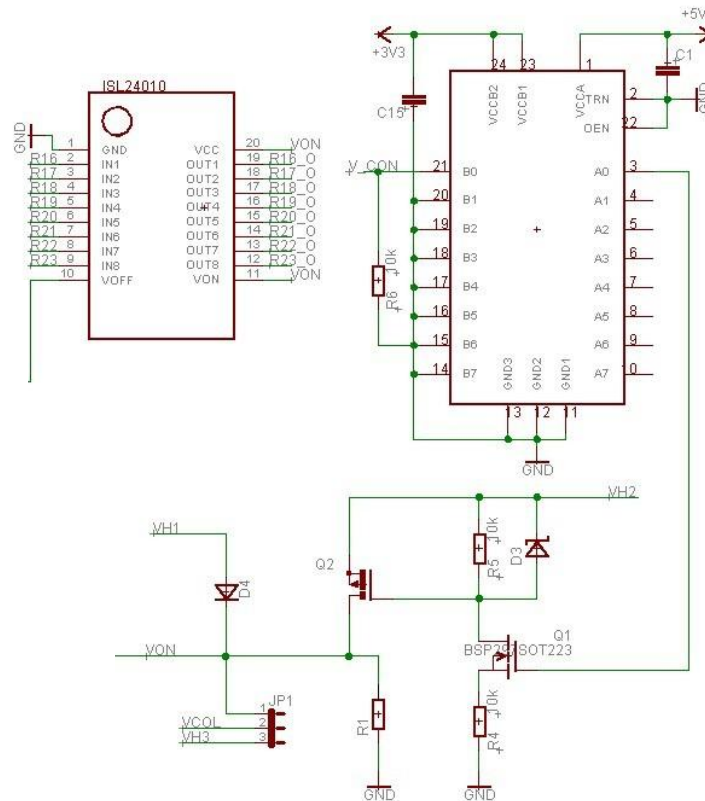 ISL24010
GND
1 GND VCC 20 VON
R16 2 IN1 OUT1 19 R16_O
R17 3 IN2 OUT2 18 R17_O
R18 4 IN3 OUT3 17 R18_O
R19 5 IN4 OUT4 16 R19_O
R20 6 IN5 OUT5 15 R20_O
R21 7 IN6 OUT6 14 R21_O
R22 8 IN7 OUT7 13 R22_O
R23 9 IN8 OUT8 12 R23_O
10 VOFF VON 11 VON
+3V3
+5V
C15
C1
24 23 1
VCCB2 VCCB1 VCCA
TRN 2
GND
OEN 22
V_CON
21 B0 A0 3
20 B1 A1 4
19 B2 A2 5
18 B3 A3 6
17 B4 A4 7
16 B5 A5 8
15 B6 A6 9
14 B7 A7 10
R6 10k
GND3 GND2 GND1
13 12 11
GND
VH2
VH1
D4
Q2
R5 10k
D3
Q1
BSP297SOT223
VON
JP1
1
VCOL 2
VH3 3
R1
R4 10k
GND
GND